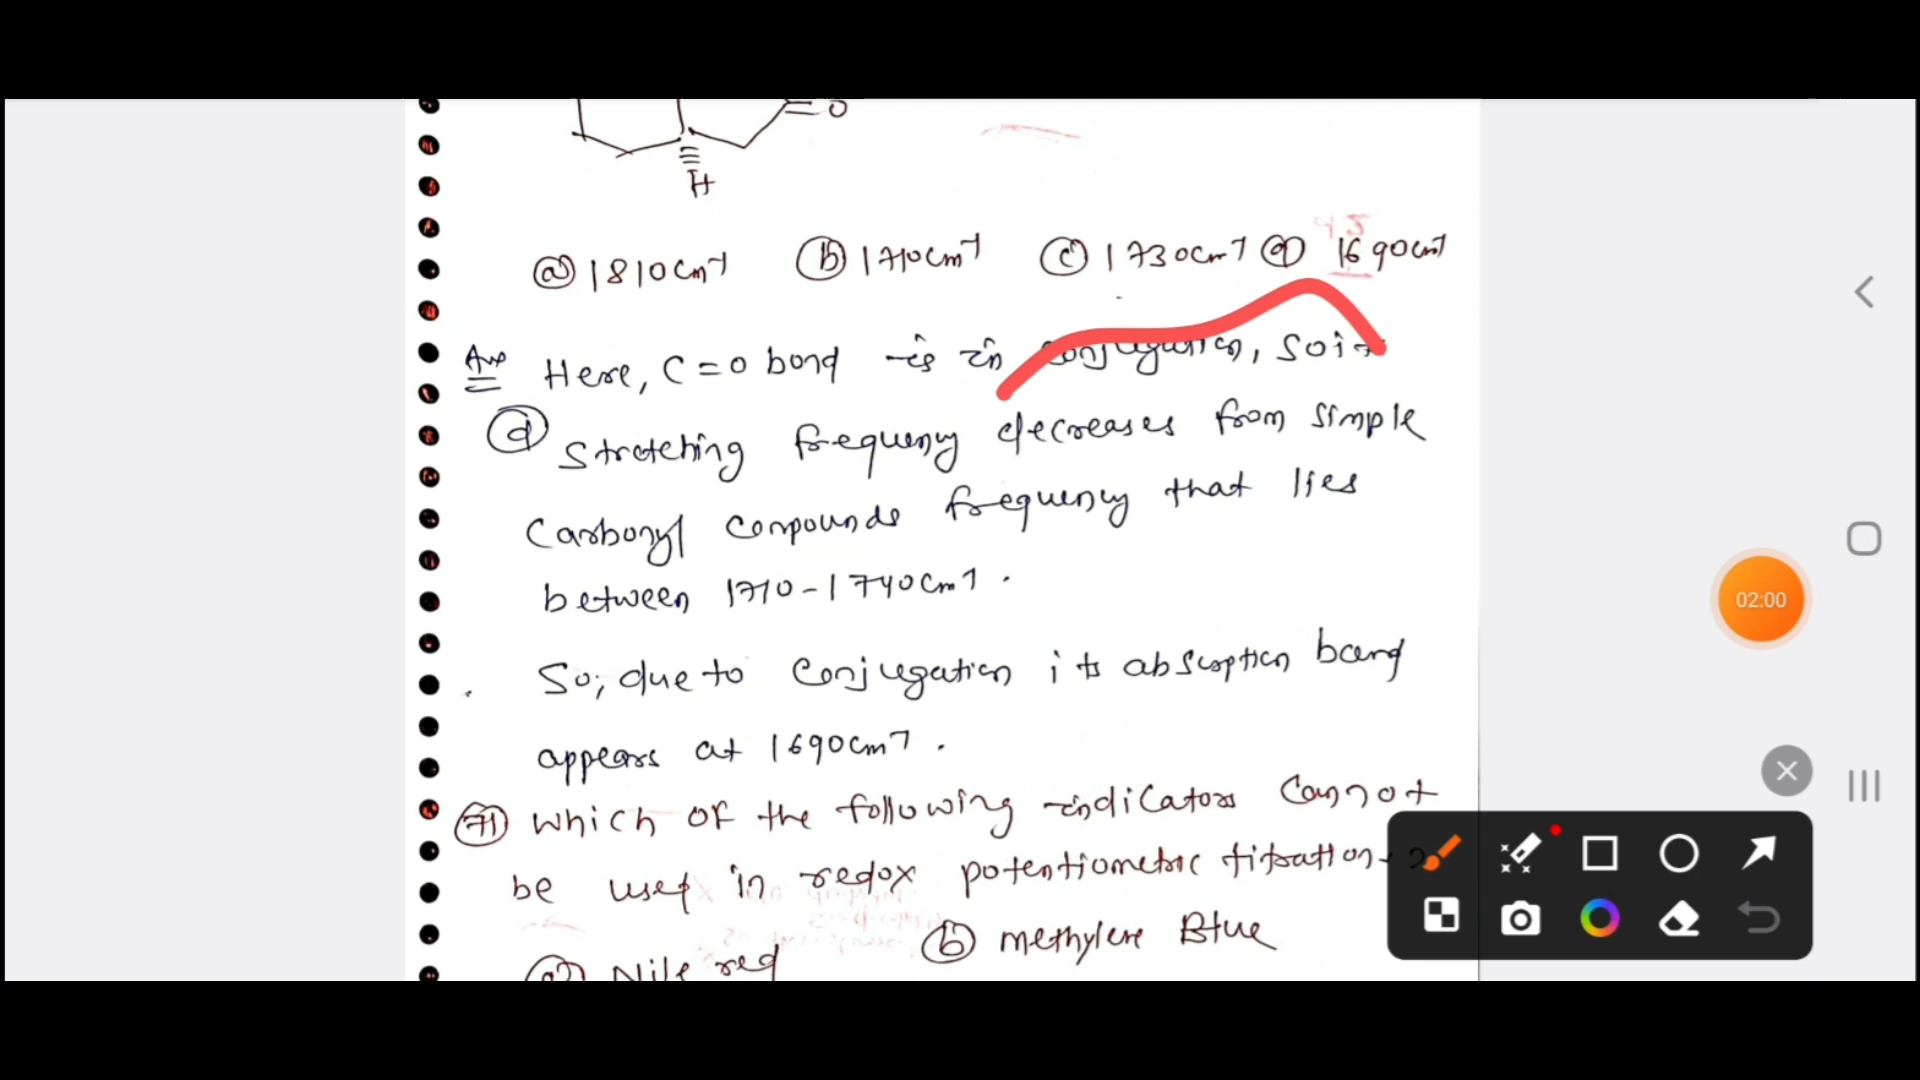 O
H
ⓐ 1810cm⁻¹ ⓑ 1710cm⁻¹ ⓒ 1730cm⁻¹ ⓓ 1690cm⁻¹
Ans Here, C=O bond is in conjugation, so its
ⓓ stretching frequency decreases from simple
Carbonyl compounds frequency that lies
between 1710-1740cm⁻¹.
So, due to conjugation its absorption band
appears at 1690cm⁻¹.
71 Which of the following indicators cannot
be used in redox potentiometric titration
ⓐ Nile red ⓑ methylene Blue
02:00